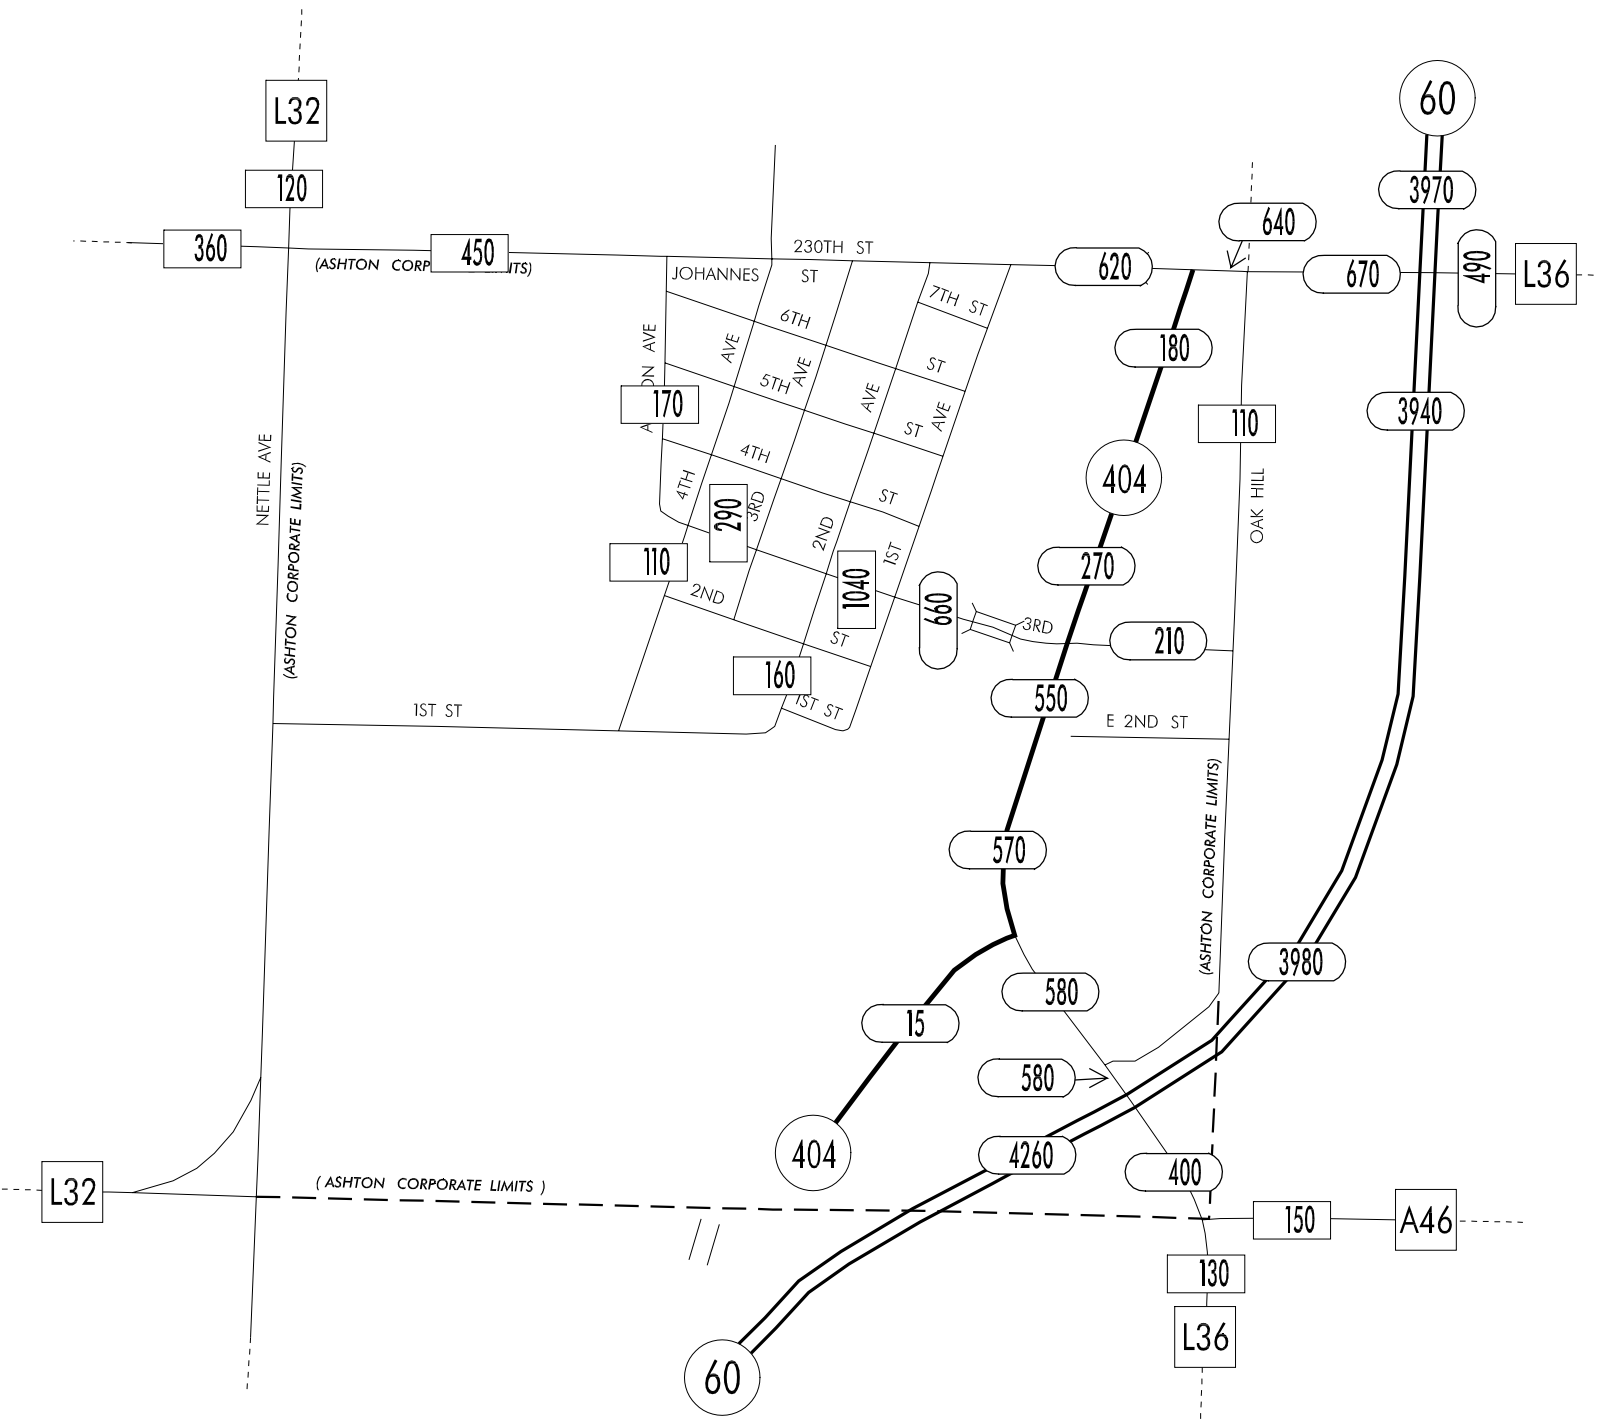 60
L32
120
3970
640
360
450
230TH ST
620
670
490
L36
(ASHTON CORP
ITS)
JOHANNES ST
7TH ST
6TH ST
180
AVE
AVE
5TH ST
AVE
AVE
170
110
3940
NETTLE AVE
(ASHTON CORPORATE LIMITS)
4TH ST
404
4TH
290
3RD
2ND
1ST
OAK HILL
110
1040
270
2ND ST
660
3RD
210
160
1ST ST
550
1ST ST
E 2ND ST
(ASHTON CORPORATE LIMITS)
570
3980
580
15
580
404
4260
400
L32
( ASHTON CORPORATE LIMITS )
150
A46
130
L36
60